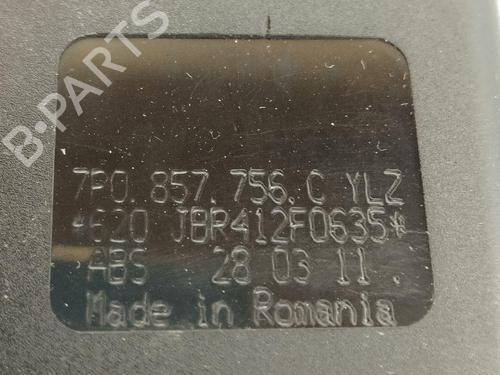 B-PARTS
7P0.857.756.C YLZ
*620 JBR412F0635*
ABS 28 03 11 .
Made in Romania